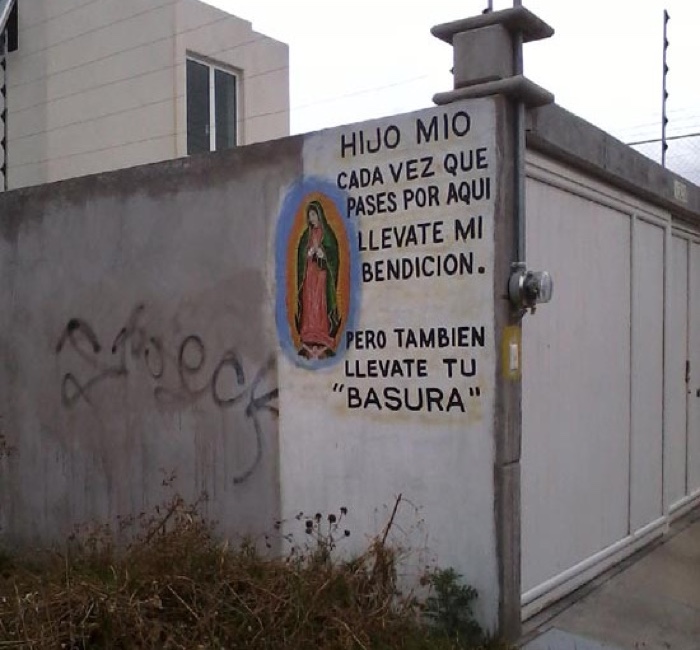 HIJO MIO
CADA VEZ QUE
PASES POR AQUI
LLEVATE MI
BENDICION.
PERO TAMBIEN
LLEVATE TU
"BASURA"